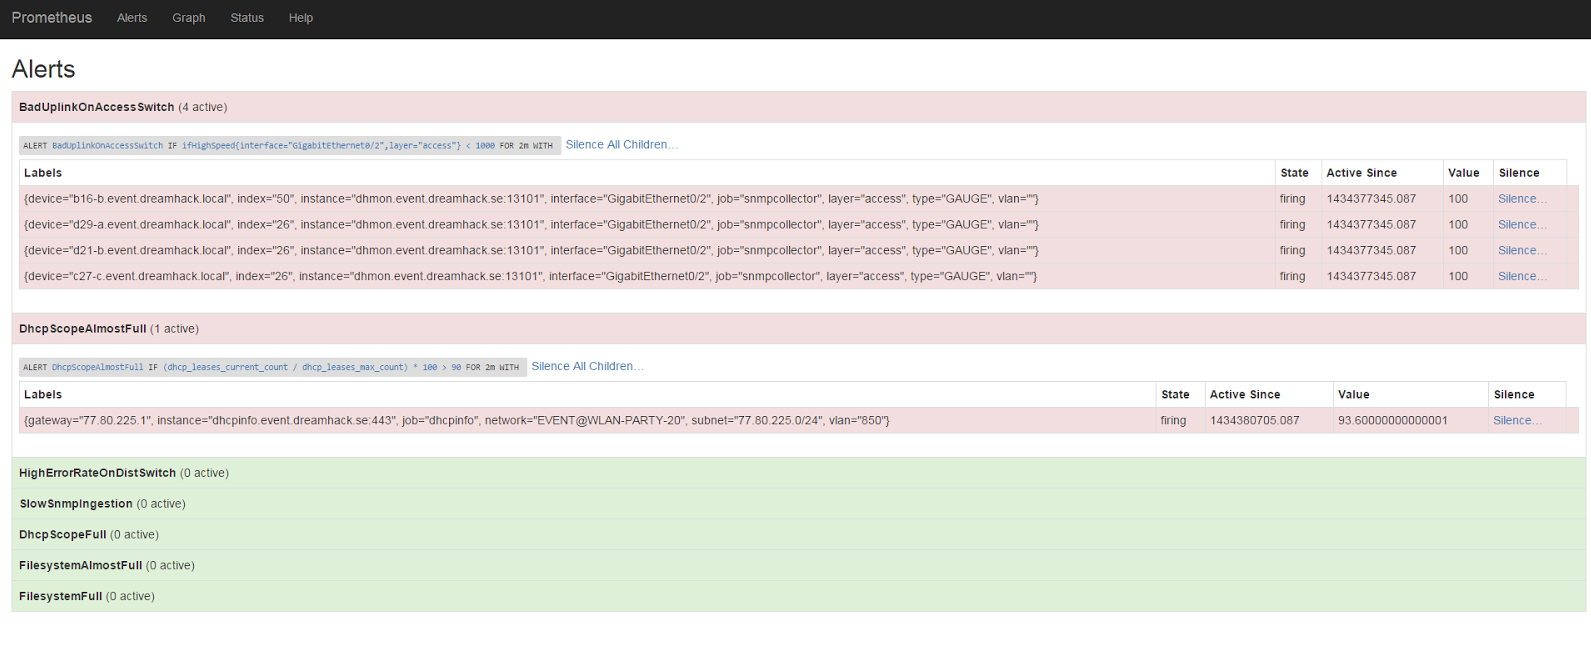 Prometheus Alerts Graph Status Help
Alerts
BadUplinkOnAccessSwitch (4 active)
ALERT BadUplinkOnAccessSwitch IF ifHighSpeed{interface="GigabitEthernet0/2",layer="access"} < 1000 FOR 2m WITH Silence All Children…
Labels State Active Since Value Silence
{device="b16-b.event.dreamhack.local", index="50", instance="dhmon.event.dreamhack.se:13101", interface="GigabitEthernet0/2", job="snmpcollector", layer="access", type="GAUGE", vlan=""} firing 1434377345.087 100 Silence…
{device="d29-a.event.dreamhack.local", index="26", instance="dhmon.event.dreamhack.se:13101", interface="GigabitEthernet0/2", job="snmpcollector", layer="access", type="GAUGE", vlan=""} firing 1434377345.087 100 Silence…
{device="d21-b.event.dreamhack.local", index="26", instance="dhmon.event.dreamhack.se:13101", interface="GigabitEthernet0/2", job="snmpcollector", layer="access", type="GAUGE", vlan=""} firing 1434377345.087 100 Silence…
{device="c27-c.event.dreamhack.local", index="26", instance="dhmon.event.dreamhack.se:13101", interface="GigabitEthernet0/2", job="snmpcollector", layer="access", type="GAUGE", vlan=""} firing 1434377345.087 100 Silence…
DhcpScopeAlmostFull (1 active)
ALERT DhcpScopeAlmostFull IF (dhcp_leases_current_count / dhcp_leases_max_count) * 100 > 90 FOR 2m WITH Silence All Children…
Labels State Active Since Value Silence
{gateway="77.80.225.1", instance="dhcpinfo.event.dreamhack.se:443", job="dhcpinfo", network="EVENT@WLAN-PARTY-20", subnet="77.80.225.0/24", vlan="850"} firing 1434380705.087 93.60000000000001 Silence…
HighErrorRateOnDistSwitch (0 active)
SlowSnmpIngestion (0 active)
DhcpScopeFull (0 active)
FilesystemAlmostFull (0 active)
FilesystemFull (0 active)